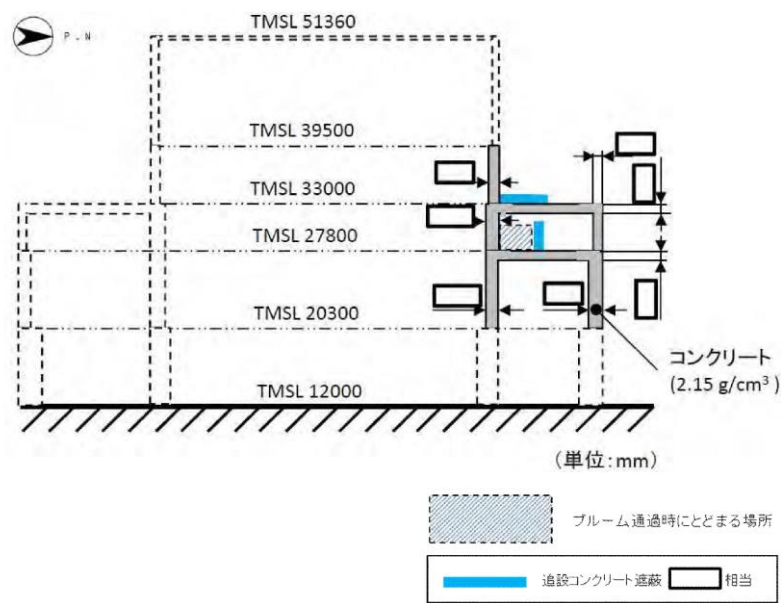 P.N
TMSL 51360
TMSL 39500
TMSL 33000
TMSL 27800
TMSL 20300
TMSL 12000
コンクリート
(2.15 g/cm³)
(単位:mm)
プルーム通過時にとどまる場所
追設コンクリート遮蔽
相当